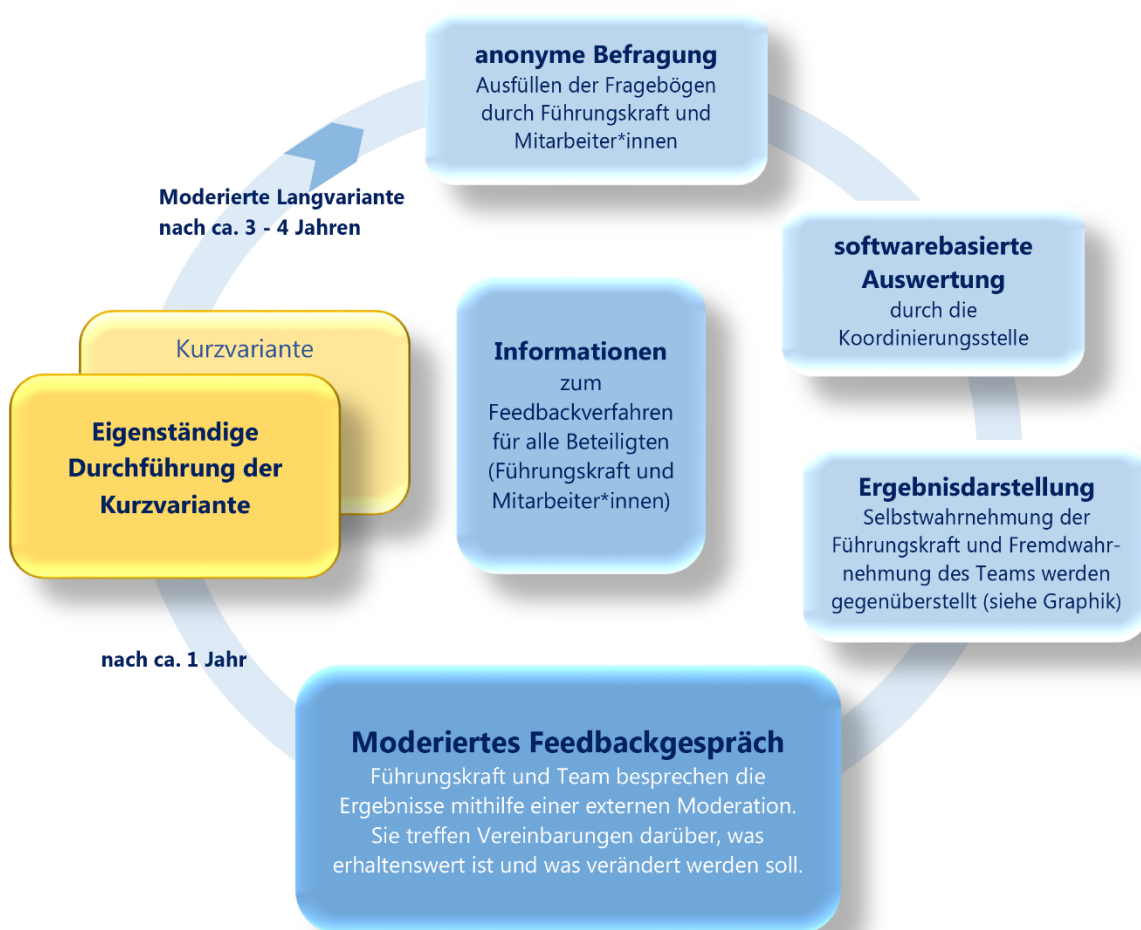 anonyme Befragung
Ausfüllen der Fragebögen
durch Führungskraft und
Mitarbeiter*innen
softwarebasierte
Auswertung
durch die
Koordinierungsstelle
Ergebnisdarstellung
Selbstwahrnehmung der
Führungskraft und Fremdwahr-
nehmung des Teams werden
gegenüberstellt (siehe Graphik)
Moderiertes Feedbackgespräch
Führungskraft und Team besprechen die
Ergebnisse mithilfe einer externen Moderation.
Sie treffen Vereinbarungen darüber, was
erhaltenswert ist und was verändert werden soll.
nach ca. 1 Jahr
Kurzvariante
Eigenständige
Durchführung der
Kurzvariante
Moderierte Langvariante
nach ca. 3 - 4 Jahren
Informationen
zum
Feedbackverfahren
für alle Beteiligten
(Führungskraft und
Mitarbeiter*innen)